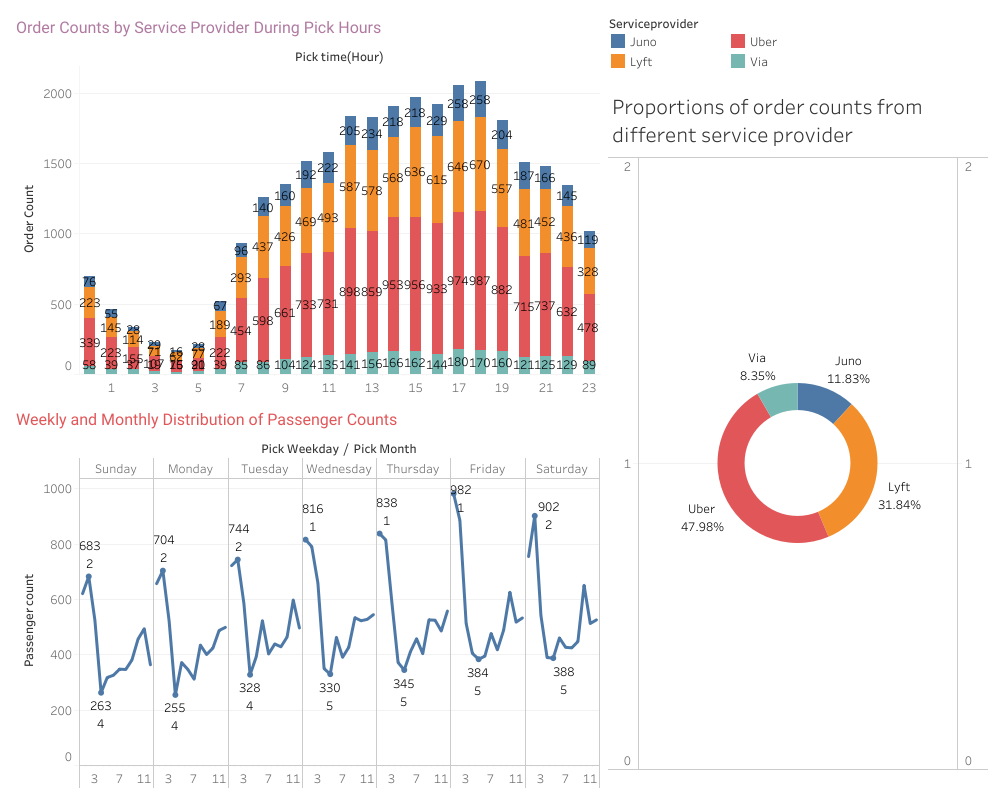 Order Counts by Service Provider During Pick Hours
Pick time(Hour)
Order Count
2000
1500
1000
500
0
76 55 28 29 16 28 67 96 140 160 192 222 205 234 218 218 229 258 258 204 187 166 145 119
223 145 114 71 77 189 293 437 426 469 493 587 578 568 636 615 646 670 557 481 452 436 328
339 223 155 107 222 454 598 661 733 731 898 859 953 956 933 974 987 882 715 737 632 478
58 39 37 39 85 86 104 124 135 141 156 166 162 144 180 170 160 121 125 129 89
1 3 5 7 9 11 13 15 17 19 21 23
Serviceprovider
Juno Uber
Lyft Via
Proportions of order counts from
different service provider
2 2
1 1
0 0
Via
8.35%
Juno
11.83%
Lyft
31.84%
Uber
47.98%
Weekly and Monthly Distribution of Passenger Counts
Pick Weekday / Pick Month
Sunday Monday Tuesday Wednesday Thursday Friday Saturday
Passenger count
1000
800
600
400
200
0
683
2
263
4
704
2
255
4
744
2
328
4
816
1
330
5
838
1
345
5
982
1
384
5
902
2
388
5
3 7 11 3 7 11 3 7 11 3 7 11 3 7 11 3 7 11 3 7 11